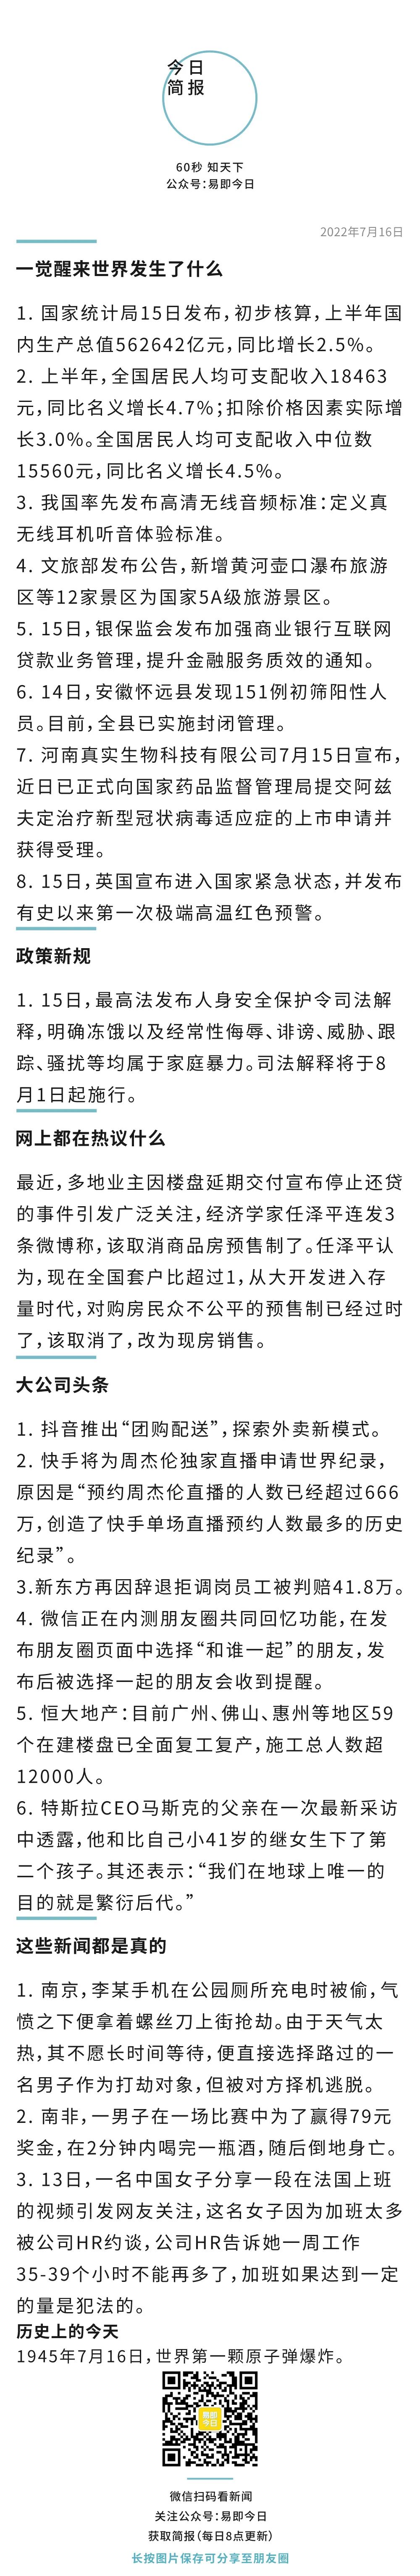 今日
简报
60秒 知天下
公众号：易即今日
2022年7月16日
一觉醒来世界发生了什么
1. 国家统计局15日发布，初步核算，上半年国
内生产总值562642亿元，同比增长2.5%。
2. 上半年，全国居民人均可支配收入18463
元，同比名义增长4.7%；扣除价格因素实际增
长3.0%。全国居民人均可支配收入中位数
15560元，同比名义增长4.5%。
3. 我国率先发布高清无线音频标准：定义真
无线耳机听音体验标准。
4. 文旅部发布公告，新增黄河壶口瀑布旅游
区等12家景区为国家5A级旅游景区。
5. 15日，银保监会发布加强商业银行互联网
贷款业务管理，提升金融服务质效的通知。
6. 14日，安徽怀远县发现151例初筛阳性人
员。目前，全县已实施封闭管理。
7. 河南真实生物科技有限公司7月15日宣布，
近日已正式向国家药品监督管理局提交阿兹
夫定治疗新型冠状病毒适应症的上市申请并
获得受理。
8. 15日，英国宣布进入国家紧急状态，并发布
有史以来第一次极端高温红色预警。
政策新规
1. 15日，最高法发布人身安全保护令司法解
释，明确冻饿以及经常性侮辱、诽谤、威胁、跟
踪、骚扰等均属于家庭暴力。司法解释将于8
月1日起施行。
网上都在热议什么
最近，多地业主因楼盘延期交付宣布停止还贷
的事件引发广泛关注，经济学家任泽平连发3
条微博称，该取消商品房预售制了。任泽平认
为，现在全国套户比超过1，从大开发进入存
量时代，对购房民众不公平的预售制已经过时
了，该取消了，改为现房销售。
大公司头条
1. 抖音推出“团购配送”，探索外卖新模式。
2. 快手将为周杰伦独家直播申请世界纪录，
原因是“预约周杰伦直播的人数已经超过666
万，创造了快手单场直播预约人数最多的历史
纪录”。
3.新东方再因辞退拒调岗员工被判赔41.8万。
4. 微信正在内测朋友圈共同回忆功能，在发
布朋友圈页面中选择“和谁一起”的朋友，发
布后被选择一起的朋友会收到提醒。
5. 恒大地产：目前广州、佛山、惠州等地区59
个在建楼盘已全面复工复产，施工总人数超
12000人。
6. 特斯拉CEO马斯克的父亲在一次最新采访
中透露，他和比自己小41岁的继女生下了第
二个孩子。其还表示：“我们在地球上唯一的
目的就是繁衍后代。”
这些新闻都是真的
1. 南京，李某手机在公园厕所充电时被偷，气
愤之下便拿着螺丝刀上街抢劫。由于天气太
热，其不愿长时间等待，便直接选择路过的一
名男子作为打劫对象，但被对方择机逃脱。
2. 南非，一男子在一场比赛中为了赢得79元
奖金，在2分钟内喝完一瓶酒，随后倒地身亡。
3. 13日，一名中国女子分享一段在法国上班
的视频引发网友关注，这名女子因为加班太多
被公司HR约谈，公司HR告诉她一周工作
35-39个小时不能再多了，加班如果达到一定
的量是犯法的。
历史上的今天
1945年7月16日，世界第一颗原子弹爆炸。
易即
今日
微信扫码看新闻
关注公众号：易即今日
获取简报（每日8点更新）
长按图片保存可分享至朋友圈